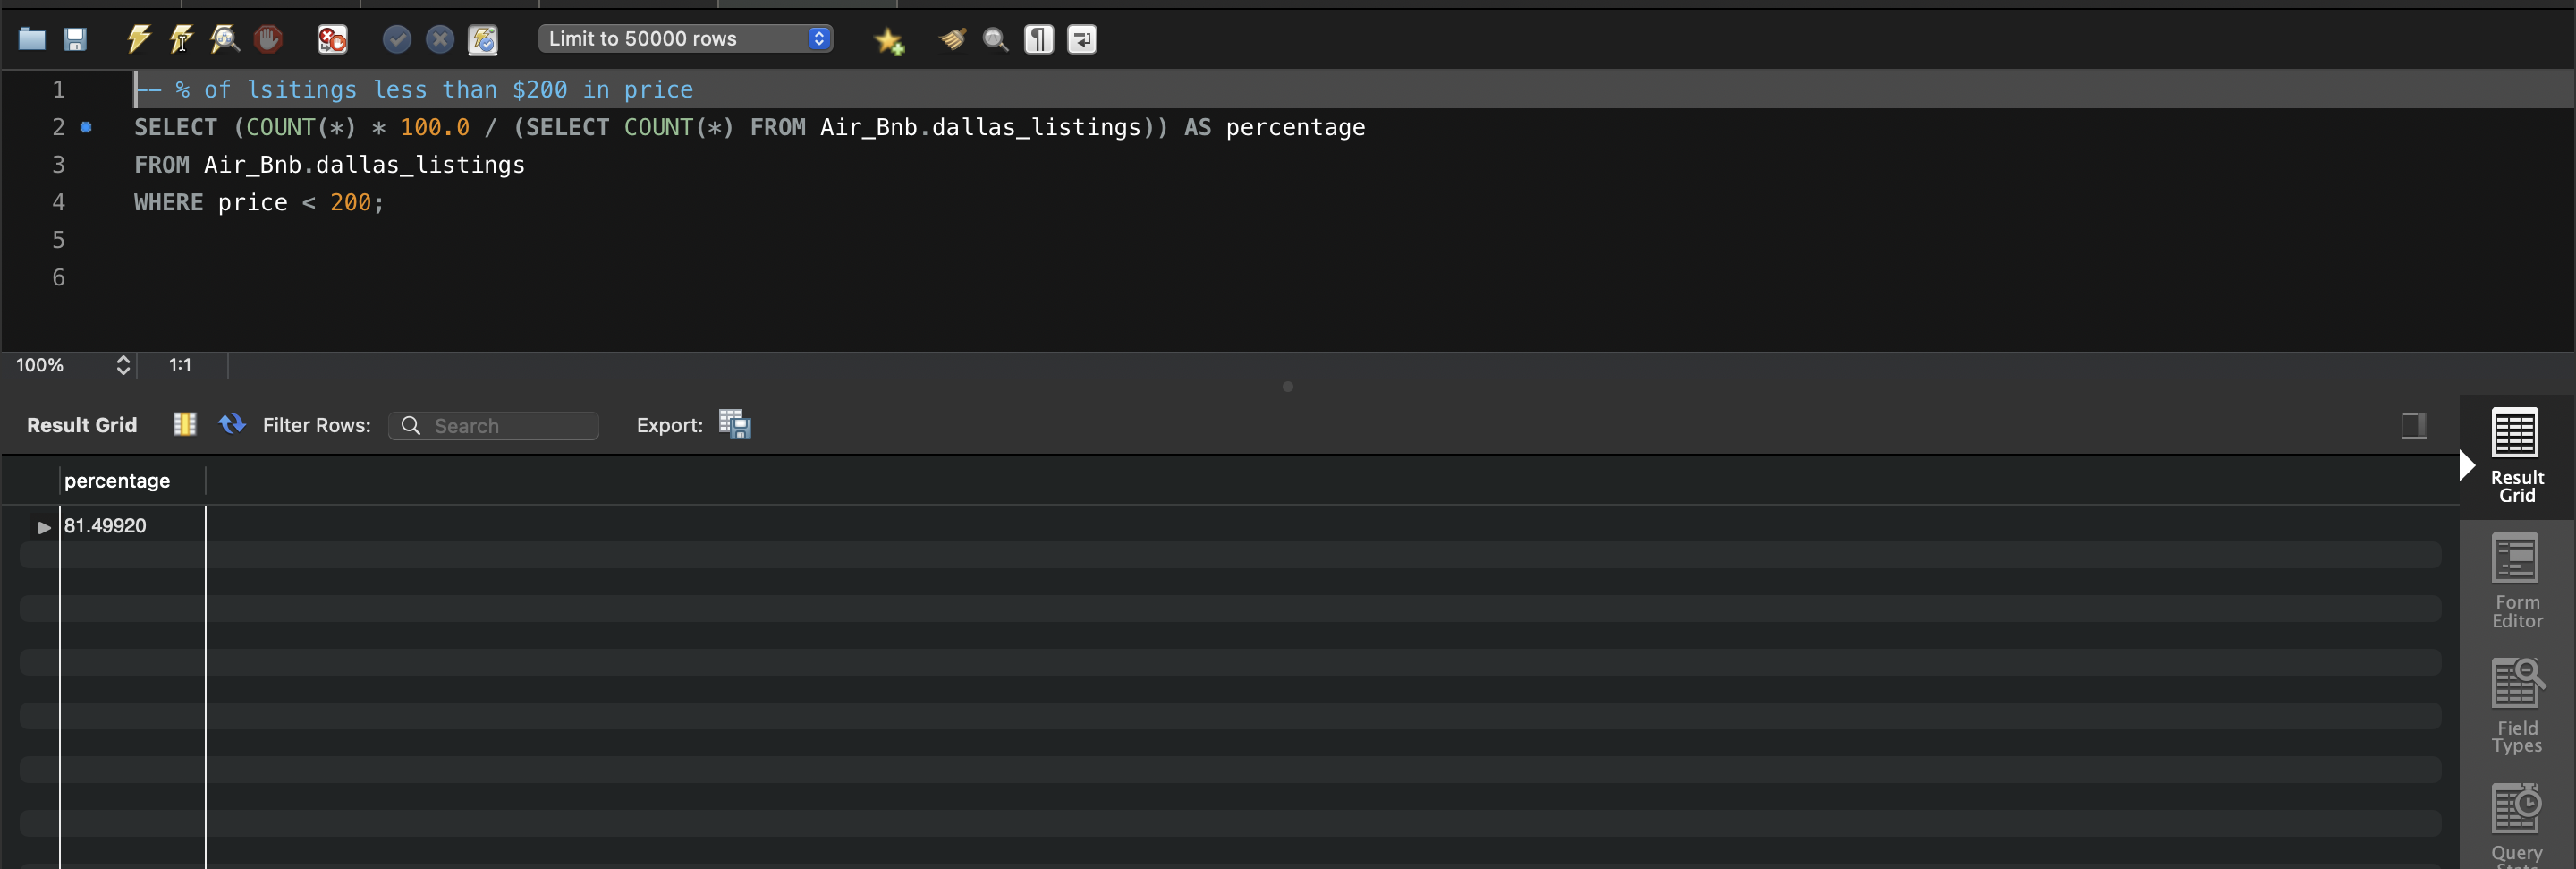 Limit to 50000 rows
1 -- % of lsitings less than $200 in price
2 SELECT (COUNT(*) * 100.0 / (SELECT COUNT(*) FROM Air_Bnb.dallas_listings)) AS percentage
3 FROM Air_Bnb.dallas_listings
4 WHERE price < 200;
5
6
100% 1:1
Result Grid Filter Rows: Search Export:
percentage
81.49920
Result
Grid
Form
Editor
Field
Types
Query
Stats